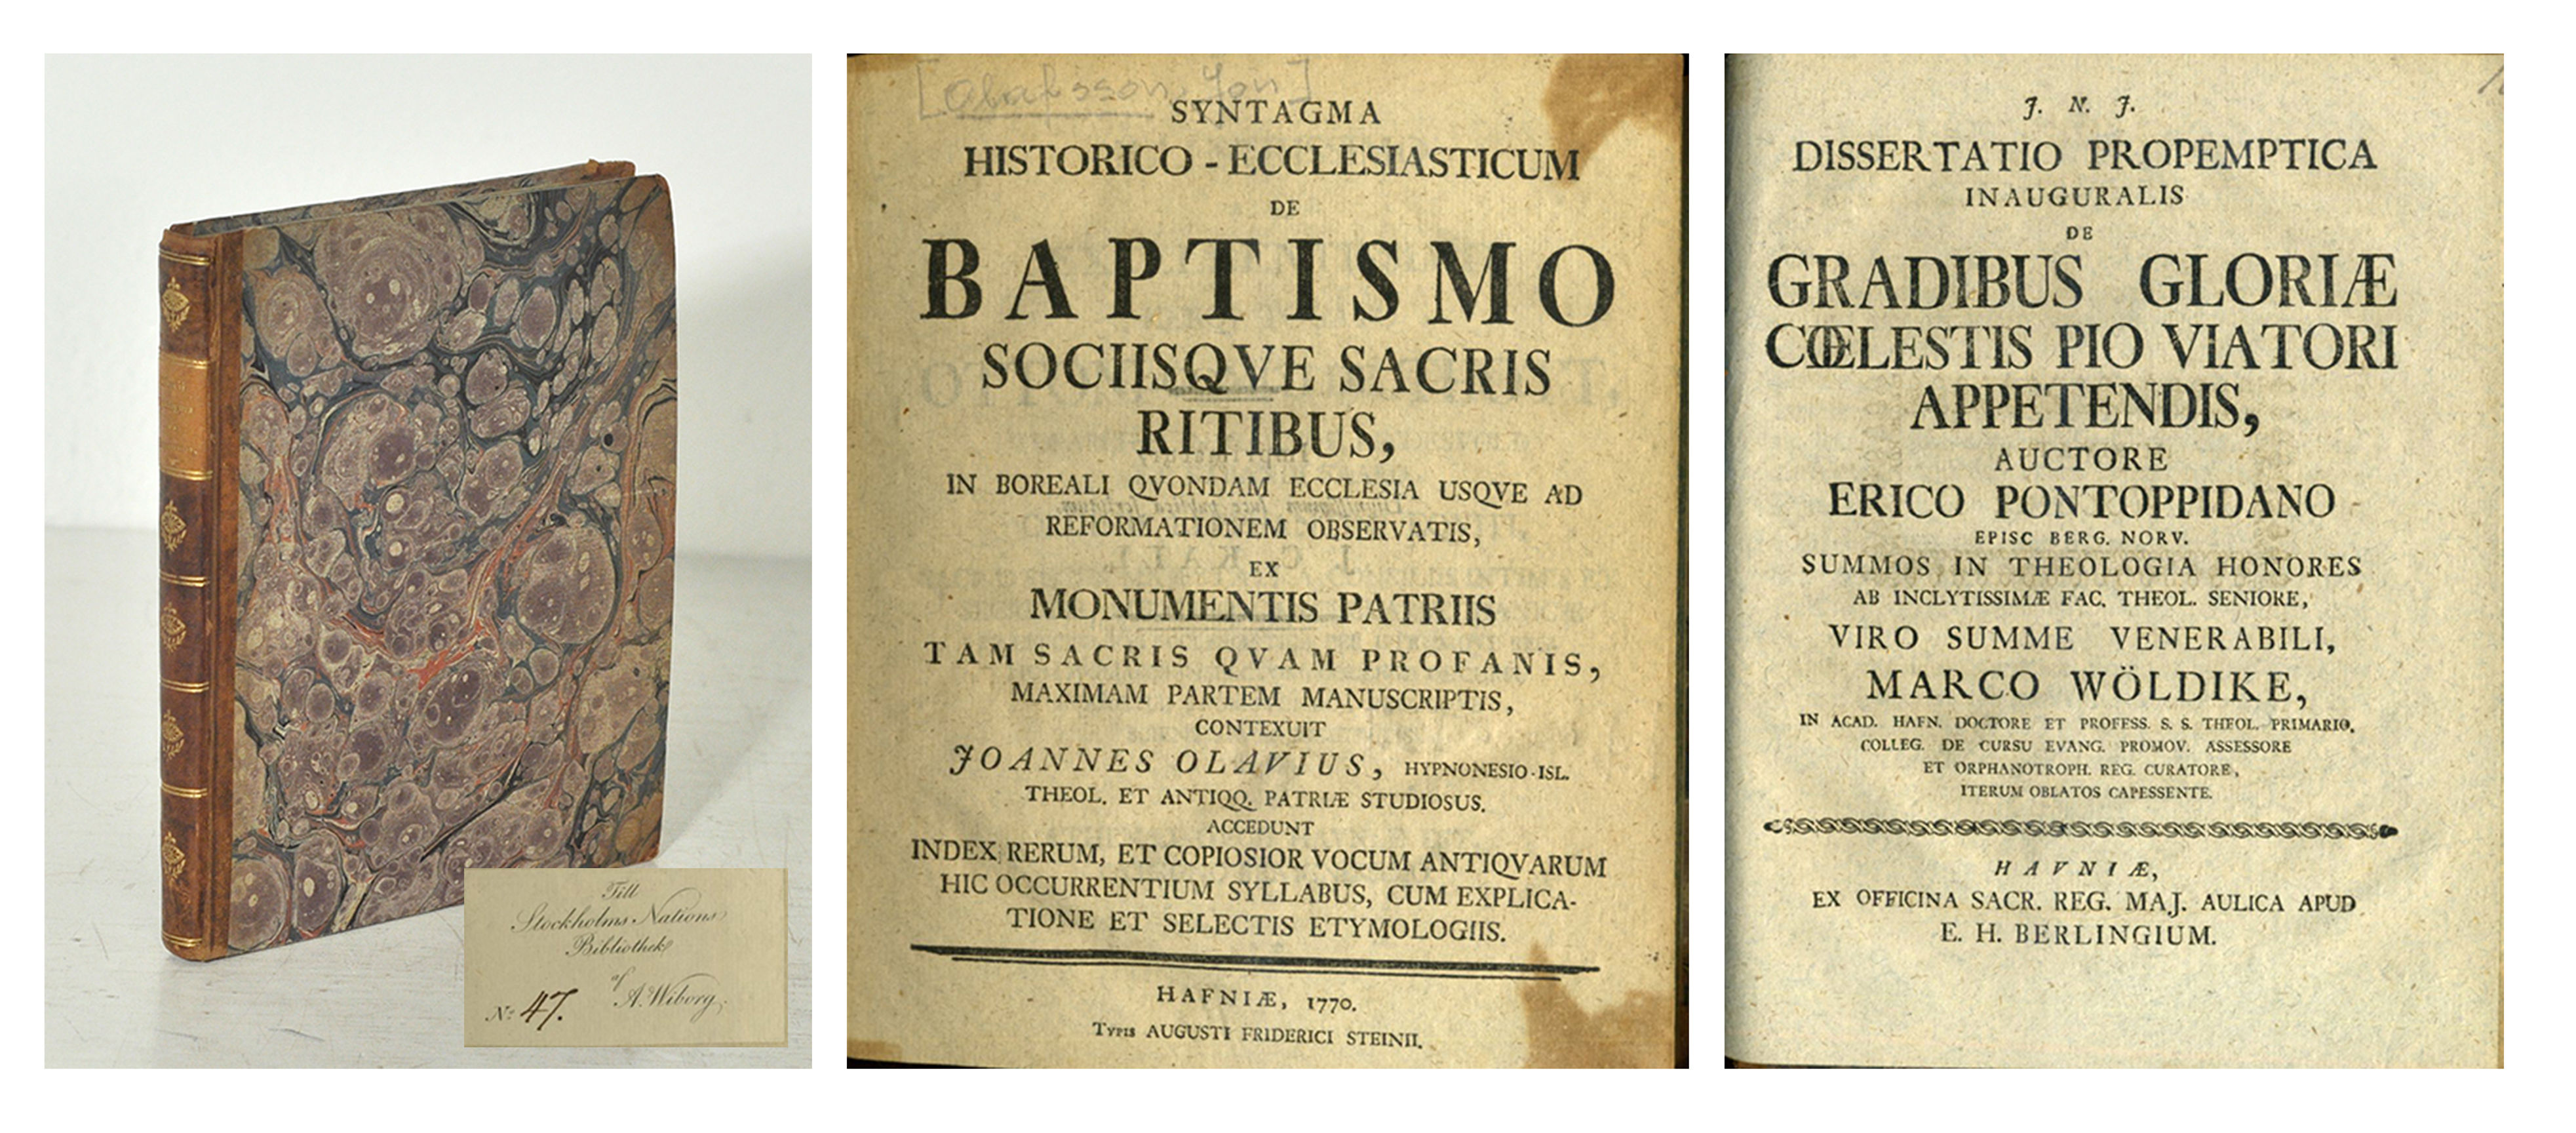 Till
Stockholms Nations
Bibliothek
af
A. Wiborg.
No 47.
[Olafsson, Jon]
SYNTAGMA
HISTORICO - ECCLESIASTICUM
DE
BAPTISMO
SOCIISQVE SACRIS
RITIBUS,
IN BOREALI QVONDAM ECCLESIA USQVE AD
REFORMATIONEM OBSERVATIS,
EX
MONUMENTIS PATRIIS
TAM SACRIS QVAM PROFANIS,
MAXIMAM PARTEM MANUSCRIPTIS,
CONTEXUIT
JOANNES OLAVIUS, HYPNONESIO-ISL.
THEOL. ET ANTIQQ. PATRIÆ STUDIOSUS.
ACCEDUNT
INDEX RERUM, ET COPIOSIOR VOCUM ANTIQVARUM
HIC OCCURRENTIUM SYLLABUS, CUM EXPLICA-
TIONE ET SELECTIS ETYMOLOGIIS.
HAFNIÆ, 1770.
TYPIS AUGUSTI FRIDERICI STEINII.
J. N. J.
DISSERTATIO PROPEMPTICA
INAUGURALIS
DE
GRADIBUS GLORIÆ
CŒLESTIS PIO VIATORI
APPETENDIS,
AUCTORE
ERICO PONTOPPIDANO
EPISC BERG. NORV.
SUMMOS IN THEOLOGIA HONORES
AB INCLYTISSIMÆ FAC. THEOL. SENIORE,
VIRO SUMME VENERABILI,
MARCO WÖLDIKE,
IN ACAD. HAFN. DOCTORE ET PROFESS. S. S. THEOL. PRIMARIO,
COLLEG. DE CURSU EVANG. PROMOV. ASSESSORE
ET ORPHANOTROPH. REG. CURATORE,
ITERUM OBLATOS CAPESSENTE.
HAVNIÆ,
EX OFFICINA SACR. REG. MAJ. AULICA APUD
E. H. BERLINGIUM.